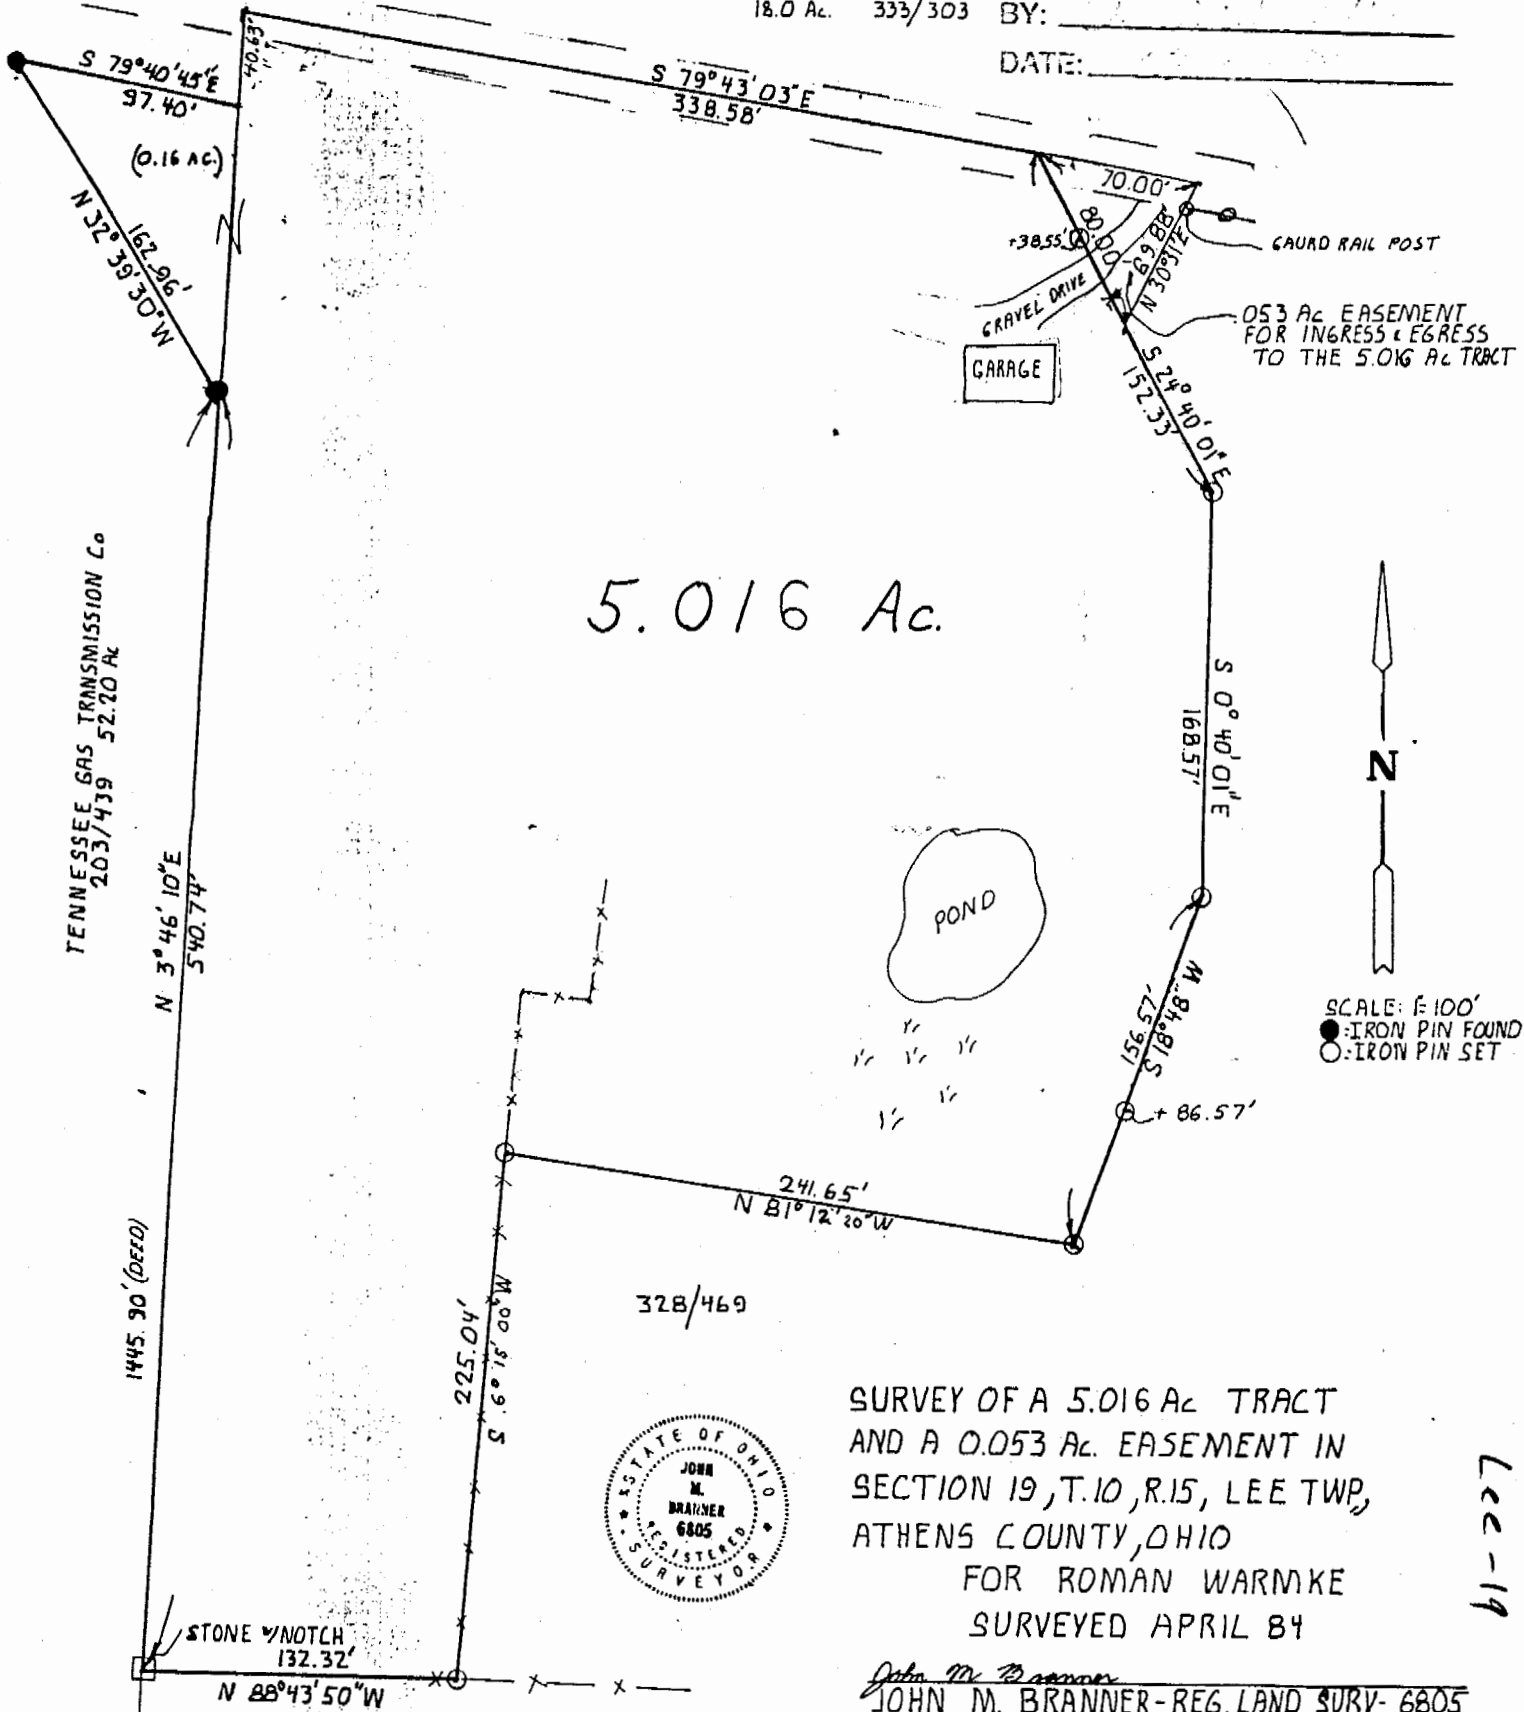 18.0 Ac. 333/303 BY:
DATE:
40.63'
S 79°40'45"E
97.40'
(0.16 AC.)
N 32°39'30"W
162.96'
S 79°43'03"E
338.58'
70.00'
80.00
+38.55'
69.88'
N 30°31'E
GAURD RAIL POST
GRAVEL DRIVE
GARAGE
.053 Ac EASEMENT
FOR INGRESS & EGRESS
TO THE 5.016 Ac TRACT
S 24°40'01"E
152.33'
5.016 Ac.
TENNESSEE GAS TRANSMISSION Co
203/439 52.20 Ac
N 3°46'10"E
540.74'
S 0°40'01"E
168.57'
N
POND
SCALE: 1"=100'
●:IRON PIN FOUND
○:IRON PIN SET
156.57'
S 18°48" W
+ 86.57'
241.65'
N 81°12'20"W
1445.90' (DEED)
225.04'
S 6°15'00"W
328/469
STATE OF OHIO
JOHN
M.
BRANNER
6805
REGISTERED
SURVEYOR
SURVEY OF A 5.016 Ac TRACT
AND A 0.053 Ac. EASEMENT IN
SECTION 19, T.10, R.15, LEE TWP.,
ATHENS COUNTY, OHIO
FOR ROMAN WARMKE
SURVEYED APRIL 84
Lee-19
STONE W/NOTCH
132.32'
N 88°43'50"W
John M Branner
JOHN M. BRANNER-REG. LAND SURV- 6805